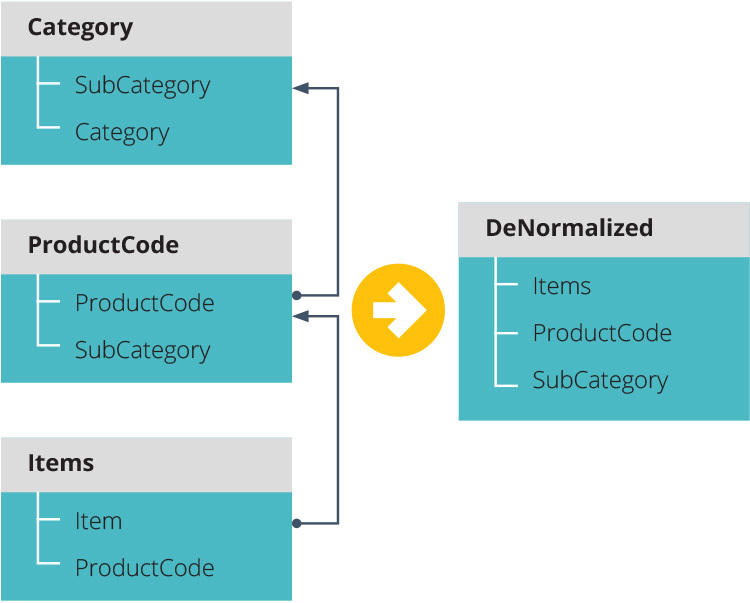 Category
SubCategory
Category
ProductCode
ProductCode
SubCategory
Items
Item
ProductCode
DeNormalized
Items
ProductCode
SubCategory